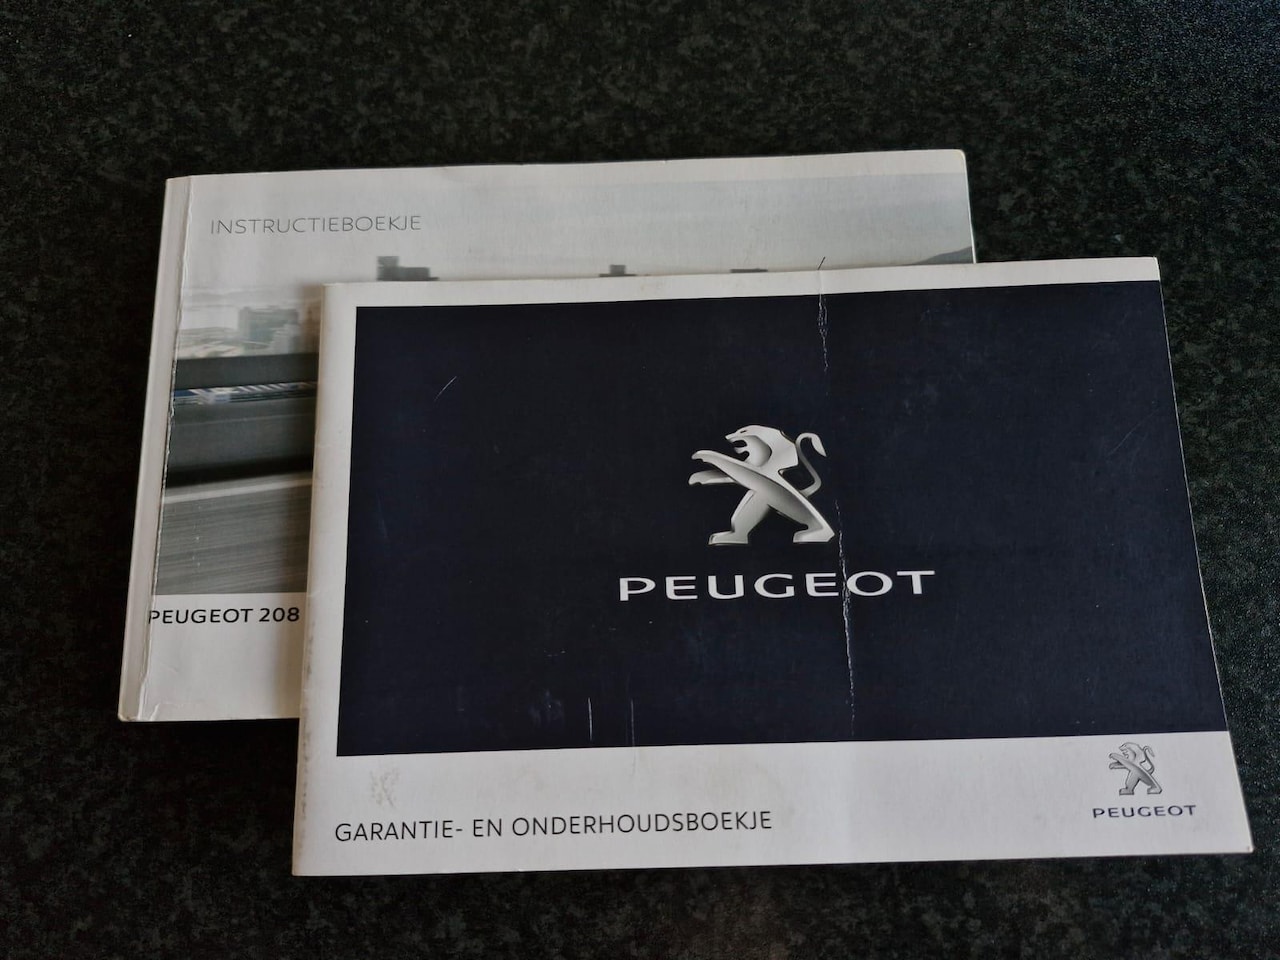 INSTRUCTIEBOEKJE
PEUGEOT 208
PEUGEOT
GARANTIE- EN ONDERHOUDSBOEKJE
PEUGEOT